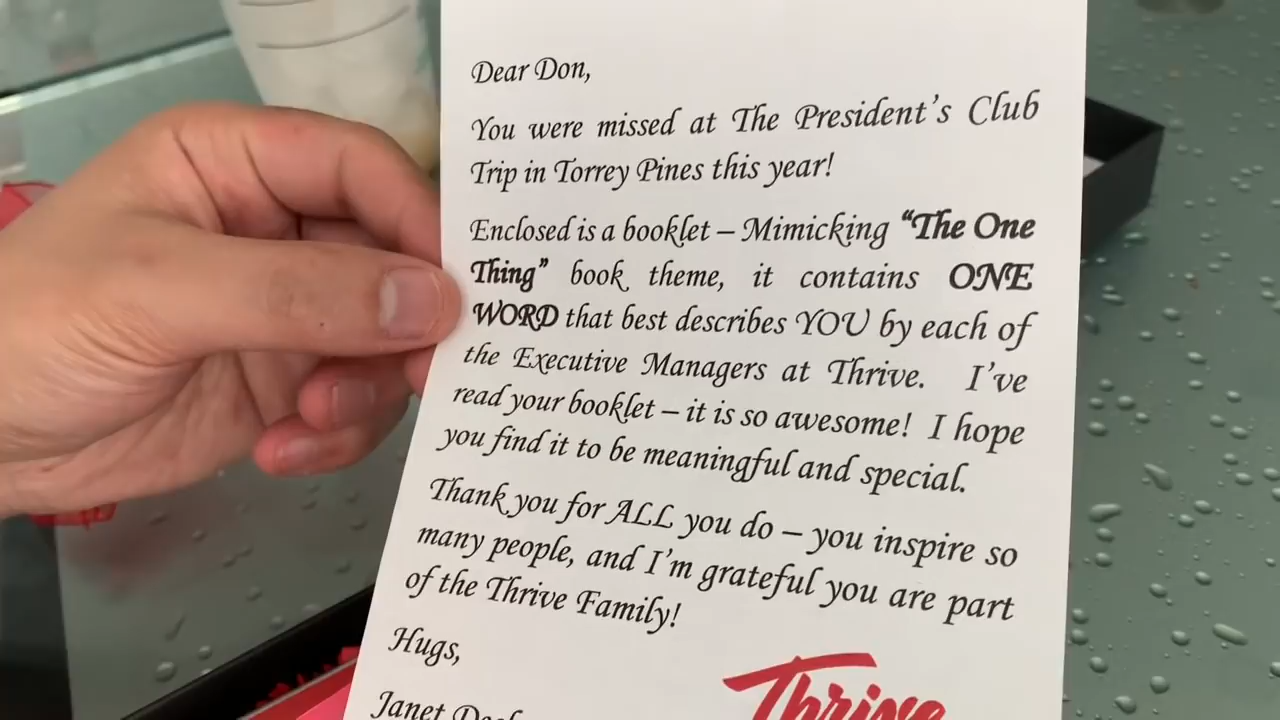 Dear Don,
You were missed at The President's Club
Trip in Torrey Pines this year!
Enclosed is a booklet – Mimicking “The One
Thing” book theme, it contains ONE
WORD that best describes YOU by each of
the Executive Managers at Thrive. I've
read your booklet – it is so awesome! I hope
you find it to be meaningful and special.
Thank you for ALL you do – you inspire so
many people, and I'm grateful you are part
of the Thrive Family!
Hugs,
Janet
Thrive